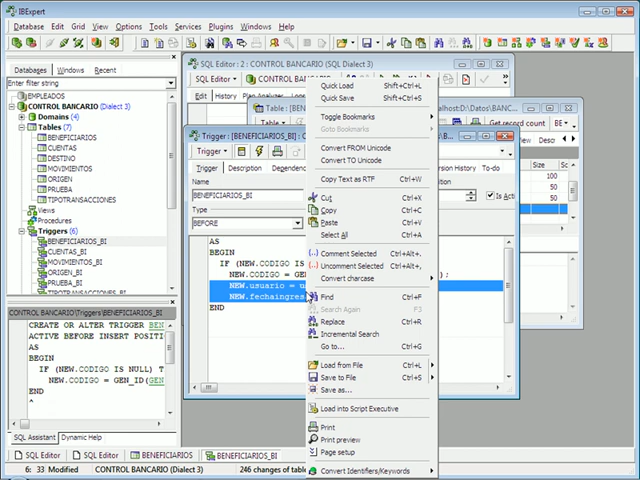 IBExpert
Database Edit Grid View Options Tools Services Plugins Windows Help
Databases Windows Recent
Enter filter string
EMPLEADOS
CONTROL BANCARIO (Dialect 3)
Domains (4)
Tables (7)
BENEFICIARIOS
CUENTAS
DESTINO
MOVIMIENTOS
ORIGEN
PRUEBA
TIPOTRANSACCIONES
Views
Procedures
Triggers
BENEFICIARIOS_BI
CUENTAS_BI
MOVIMIENTOS_BI
ORIGEN_BI
PRUEBA_BI
CONTROL BANCARIO\Triggers\BENEFICIARIOS_BI
CREATE OR ALTER TRIGGER BENE
ACTIVE BEFORE INSERT POSITI
AS
BEGIN
IF (NEW.CODIGO IS NULL)
NEW.CODIGO = GEN_ID(GEN
END
^
SQL Assistant Dynamic Help
SQL Editor : 2 : CONTROL BANCARIO (SQL Dialect 3)
SQL Editor CONTROL BANCARIO
Edit History Plan Analyzer
Table : [
lhost:D:\Datos\BANC
Get record count BE
Descr
Size
100
50
50
Trigger : [BENEFICIARIOS_BI] : C
Trigger
Trigger Description Dependenc
rsion History To-do
Name
BENEFICIARIOS_BI
Is Acti
Type
BEFORE
AS
BEGIN
IF (NEW.CODIGO IS N
NEW.CODIGO = GEN );
NEW.usuario = u
NEW.fechaingres
END
Quick Load Shift+Ctrl+L
Quick Save Shift+Ctrl+S
Toggle Bookmarks
Goto Bookmarks
Convert FROM Unicode
Convert TO Unicode
Copy Text as RTF Ctrl+W
Cut Ctrl+X
Copy Ctrl+C
Paste Ctrl+V
Select All Ctrl+A
Comment Selected Ctrl+Alt+.
Uncomment Selected Ctrl+Alt+,
Convert charcase
Find Ctrl+F
Search Again F3
Replace Ctrl+R
Incremental Search
Go to... Ctrl+G
Load from File Ctrl+L
Save to File Ctrl+S
Save as...
Load into Script Executive
Print
Print preview
Page setup
Convert Identifiers/Keywords
SQL Editor SQL Editor BENEFICIARIOS BENEFICIARIOS_BI
6: 33 Modified CONTROL BANCARIO (Dialect 3) 246 changes of table